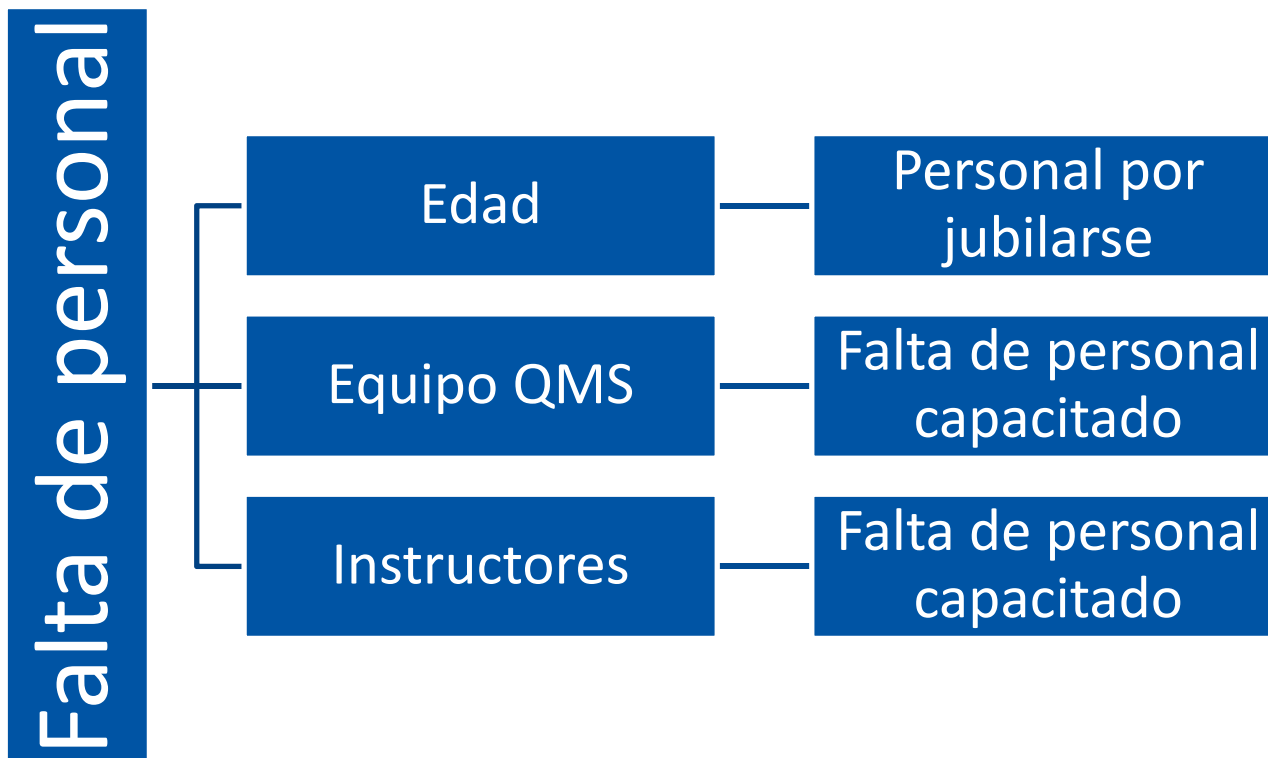 Falta de personal
Edad
Personal por
jubilarse
Equipo QMS
Falta de personal
capacitado
Instructores
Falta de personal
capacitado